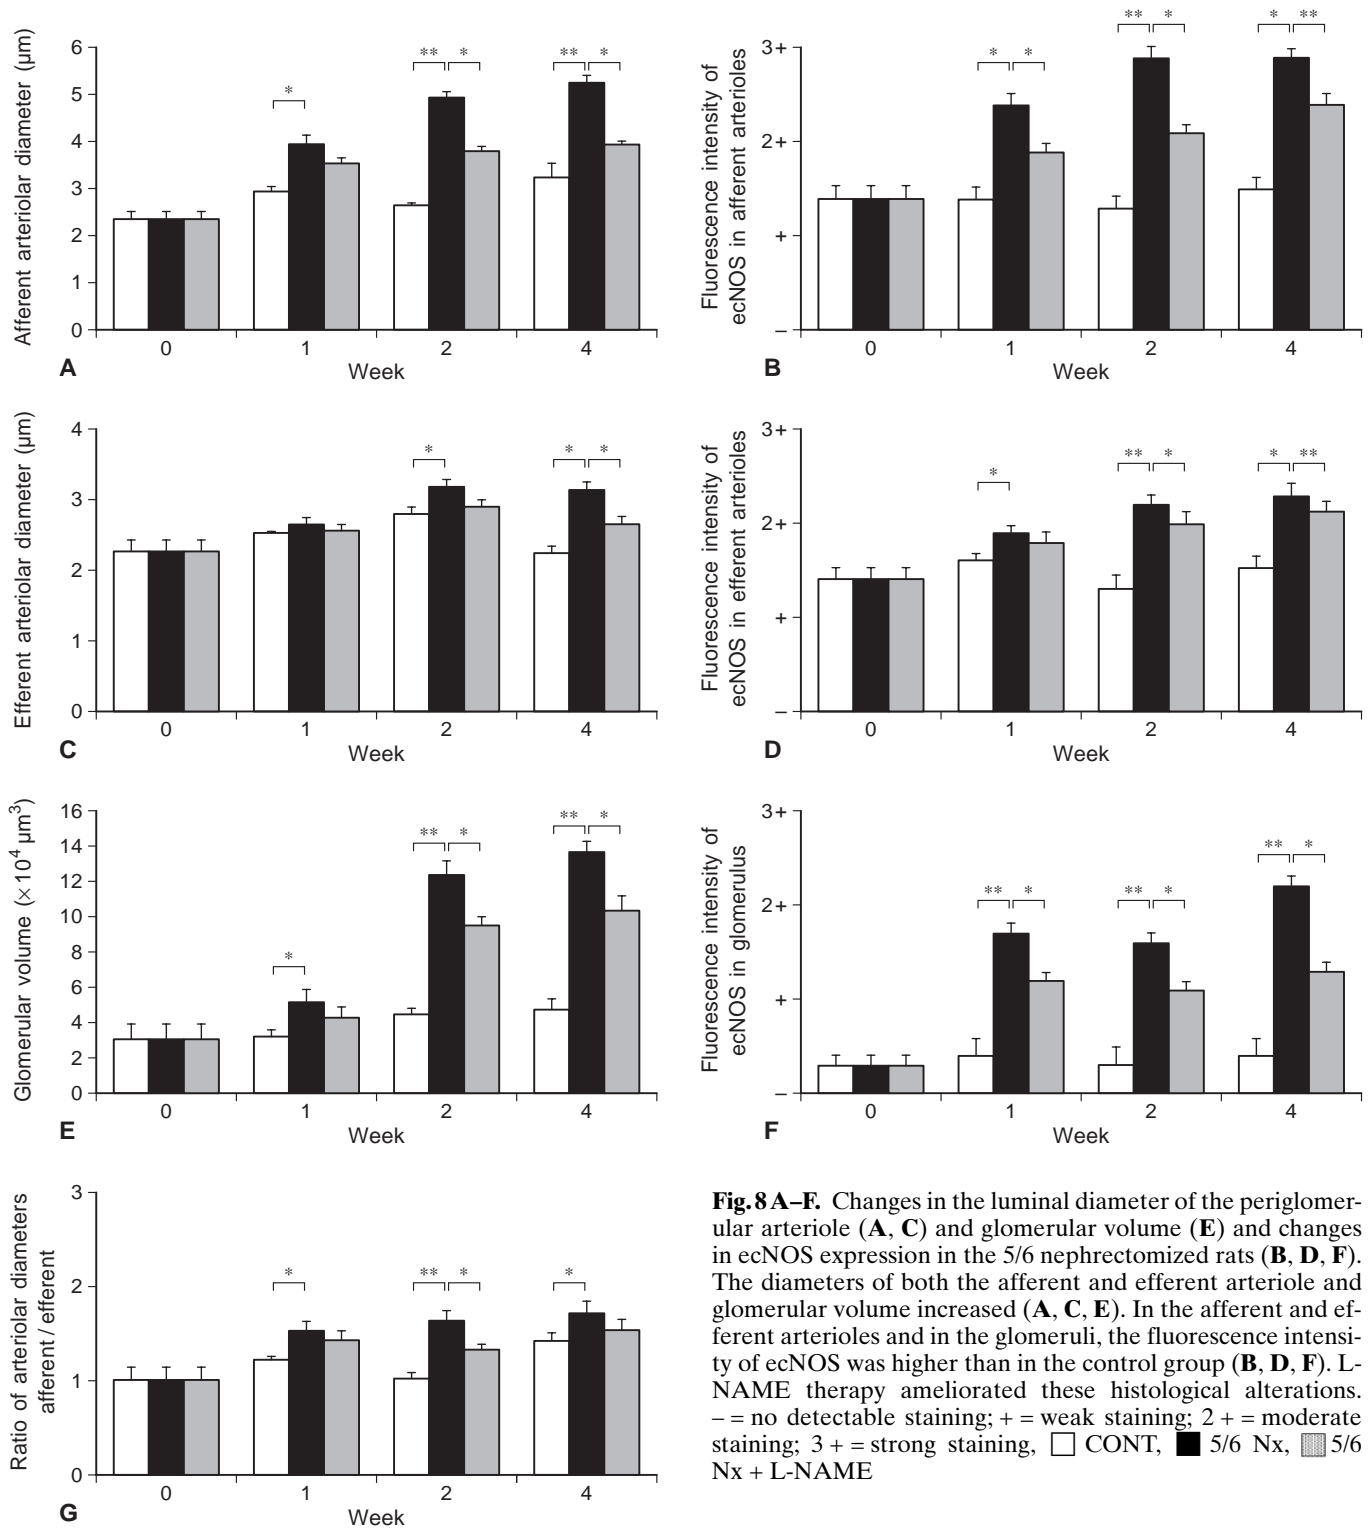 Afferent arteriolar diameter (µm)
6
5
4
3
2
1
0
*
** *
** *
0 1 2 4
Week
A
Fluorescence intensity of
ecNOS in afferent arterioles
3+
2+
+
–
* *
** *
* **
0 1 2 4
Week
B
Efferent arteriolar diameter (µm)
4
3
2
1
0
*
* *
0 1 2 4
Week
C
Fluorescence intensity of
ecNOS in efferent arterioles
3+
2+
+
–
*
** *
* **
0 1 2 4
Week
D
Glomerular volume (×10⁴ µm³)
16
14
12
10
8
6
4
2
0
*
** *
** *
0 1 2 4
Week
E
Fluorescence intensity of
ecNOS in glomerulus
3+
2+
+
–
** *
** *
** *
0 1 2 4
Week
F
Ratio of arteriolar diameters
afferent / efferent
3
2
1
0
*
** *
*
0 1 2 4
Week
G
Fig. 8 A–F. Changes in the luminal diameter of the periglomer-
ular arteriole (A, C) and glomerular volume (E) and changes
in ecNOS expression in the 5/6 nephrectomized rats (B, D, F).
The diameters of both the afferent and efferent arteriole and
glomerular volume increased (A, C, E). In the afferent and ef-
ferent arterioles and in the glomeruli, the fluorescence intensi-
ty of ecNOS was higher than in the control group (B, D, F). L-
NAME therapy ameliorated these histological alterations.
– = no detectable staining; + = weak staining; 2 + = moderate
staining; 3 + = strong staining, CONT, 5/6 Nx, 5/6
Nx + L-NAME